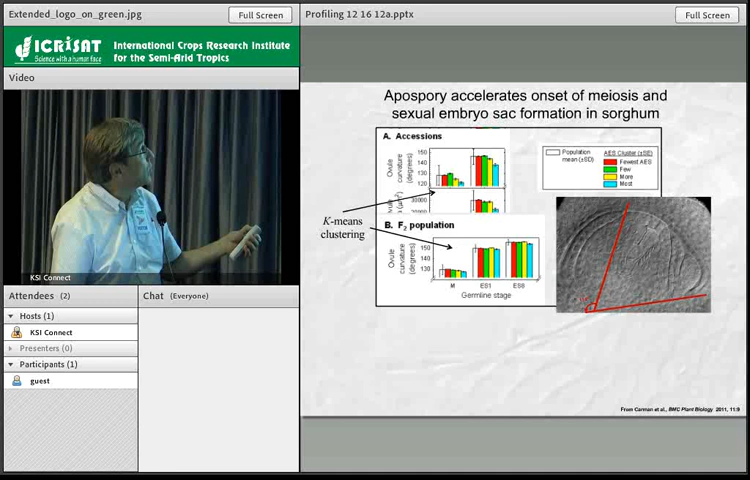 Extended_logo_on_green.jpg
Full Screen
Profiling 12 16 12a.pptx
Full Screen
ICRISAT
Science with a human face
International Crops Research Institute
for the Semi-Arid Tropics
Video
KSI Connect
Attendees (2)
Hosts (1)
KSI Connect
Presenters (0)
Participants (1)
guest
Chat (Everyone)
Apospory accelerates onset of meiosis and
sexual embryo sac formation in sorghum
A. Accessions
Ovule
curvature
(degrees)
150
140
130
120
30000
20000
Population
mean (±SD)
AES Cluster (±SE)
Fewest AES
Few
More
Most
K-means
clustering
B. F2 population
Ovule
curvature
(degrees)
150
140
130
M
ES1
ES8
Germline stage
From Carman et al., BMC Plant Biology 2011, 11:9